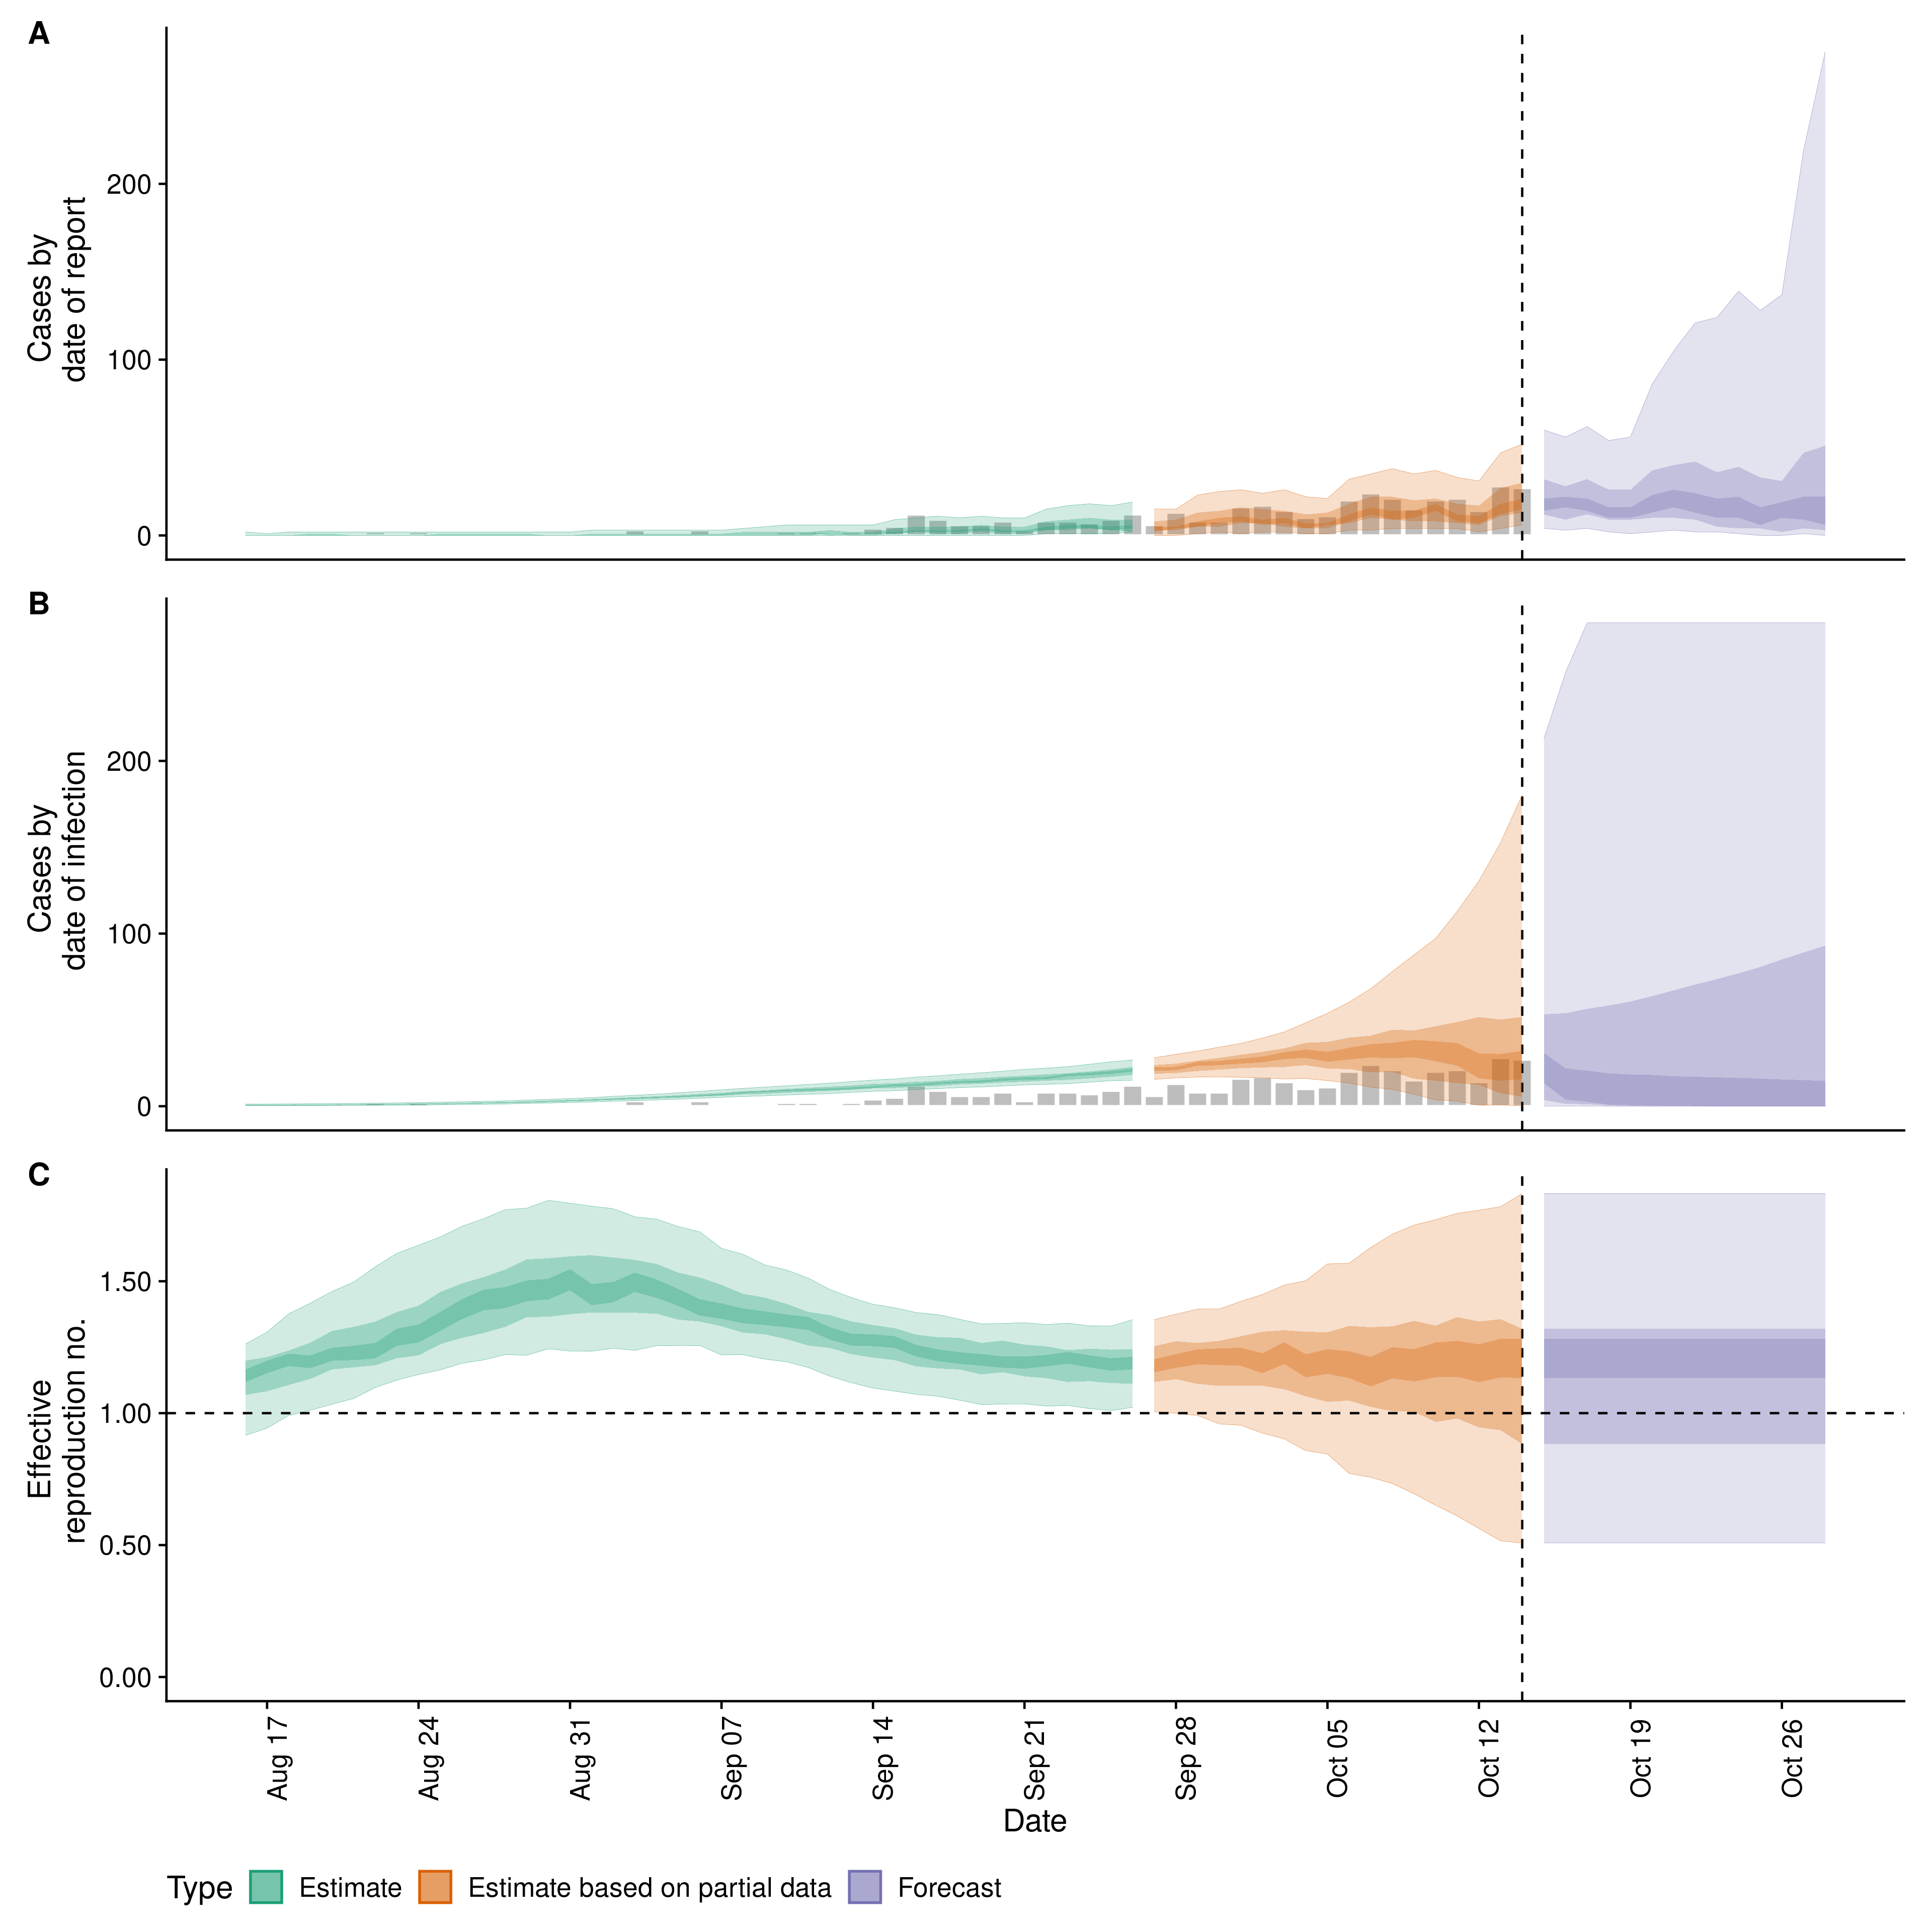 A
Cases by
date of report
200
100
0
B
Cases by
date of infection
200
100
0
C
Effective
reproduction no.
1.50
1.00
0.50
0.00
Aug 17
Aug 24
Aug 31
Sep 07
Sep 14
Sep 21
Sep 28
Oct 05
Oct 12
Oct 19
Oct 26
Date
Type Estimate Estimate based on partial data Forecast